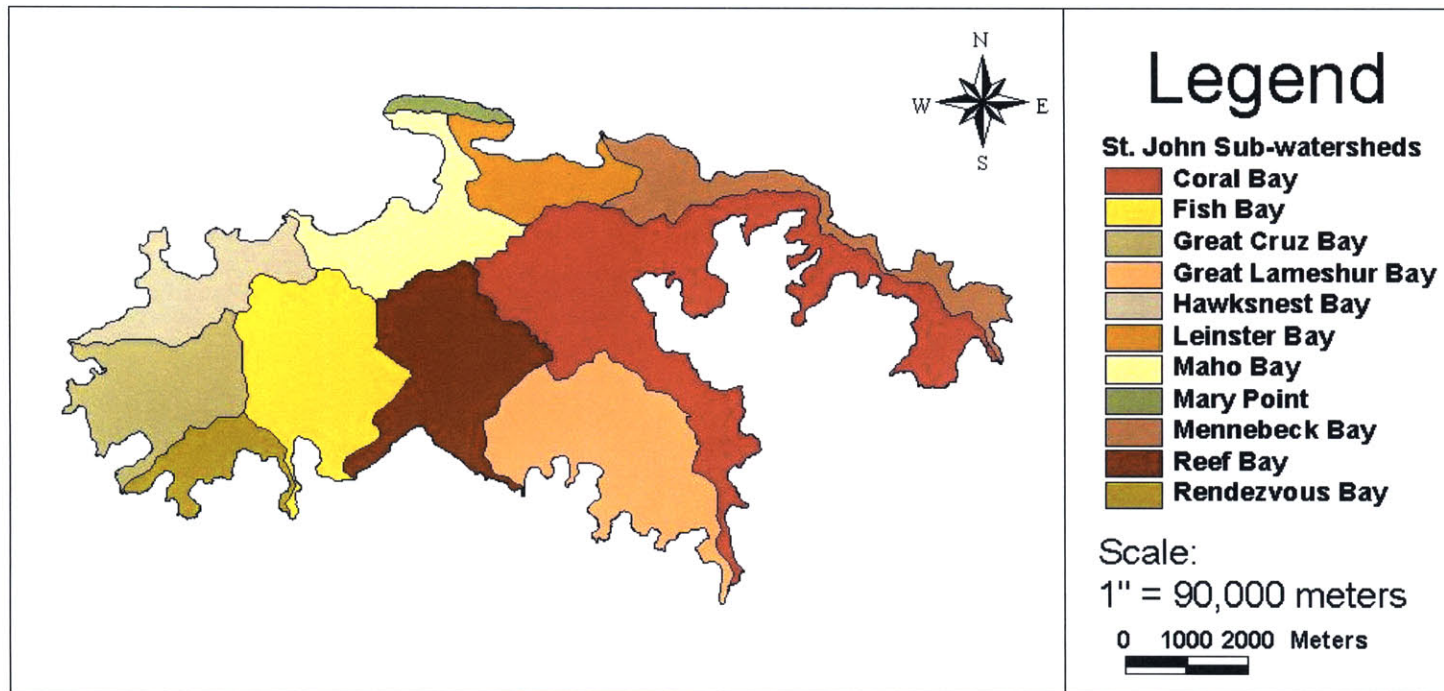 N
W E
S
Legend
St. John Sub-watersheds
Coral Bay
Fish Bay
Great Cruz Bay
Great Lameshur Bay
Hawksnest Bay
Leinster Bay
Maho Bay
Mary Point
Mennebeck Bay
Reef Bay
Rendezvous Bay
Scale:
1" = 90,000 meters
0 1000 2000 Meters